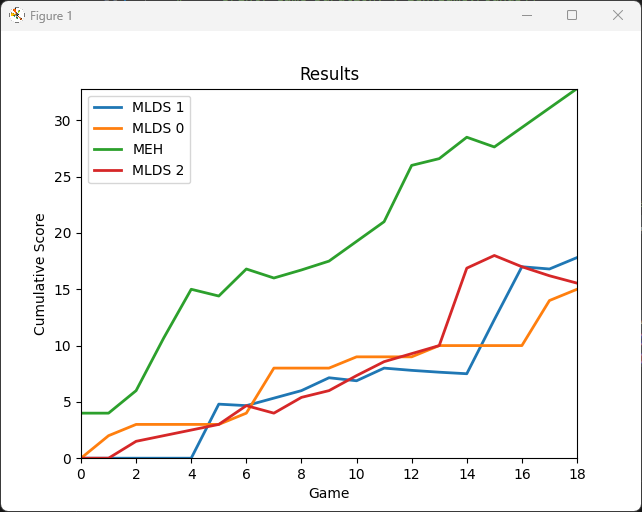 Figure 1
Results
MLDS 1
MLDS 0
MEH
MLDS 2
Cumulative Score
30
25
20
15
10
5
0
0 2 4 6 8 10 12 14 16 18
Game